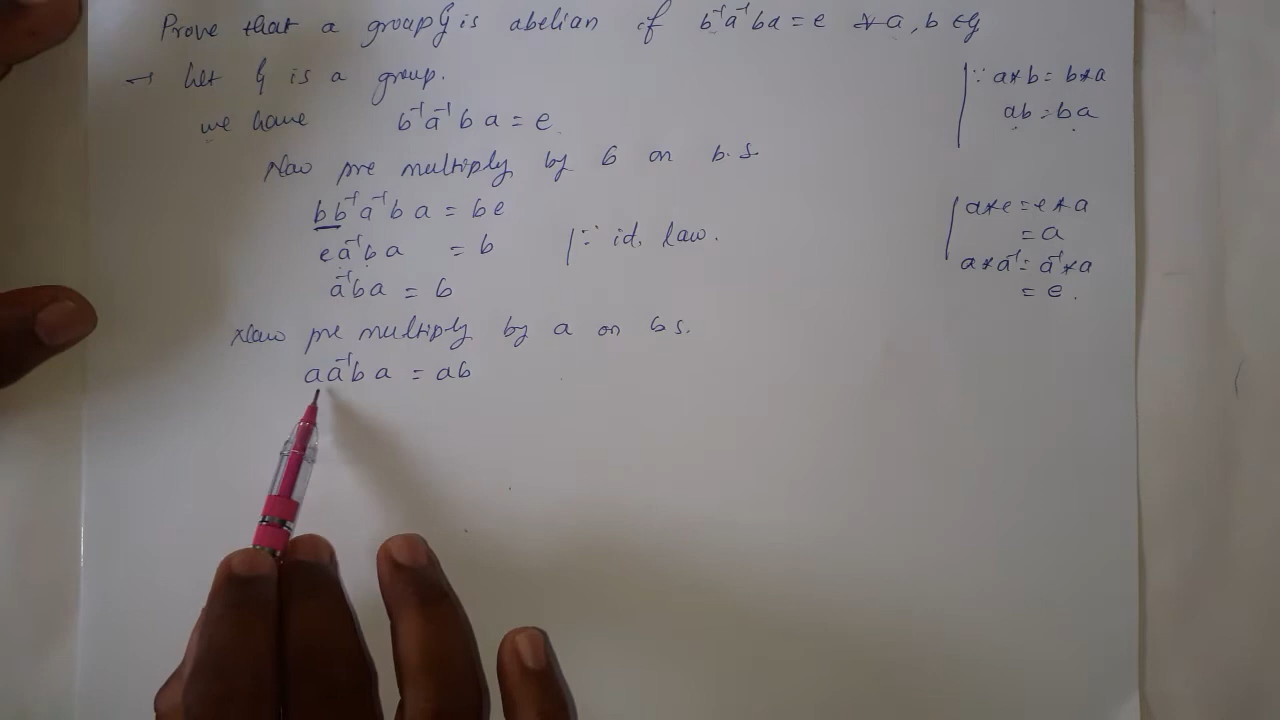 Prove that a group G is abelian if b⁻¹a⁻¹ba = e ∀ a, b ∈ G
→ Let G is a group.
we have b⁻¹a⁻¹ba = e
Now pre multiply by b on b.s
bb⁻¹a⁻¹ba = be
ea⁻¹ba = b | ∵ id. law.
a⁻¹ba = b
Now pre multiply by a on b s.
aa⁻¹ba = ab
∵ a*b = b*a
ab = ba
a*e = e*a
= a
a*a⁻¹ = a⁻¹*a
= e.